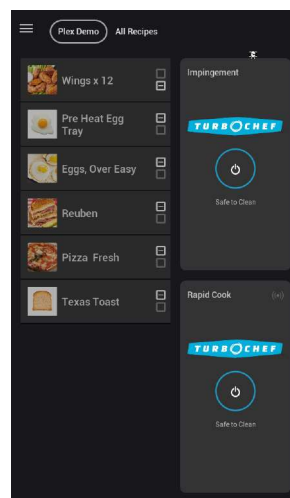 Plex Demo
All Recipes
Wings x 12
Pre Heat Egg
Tray
Eggs, Over Easy
Reuben
Pizza Fresh
Texas Toast
Impingement
TURBOCHEF
Safe to Clean
Rapid Cook
TURBOCHEF
Safe to Clean